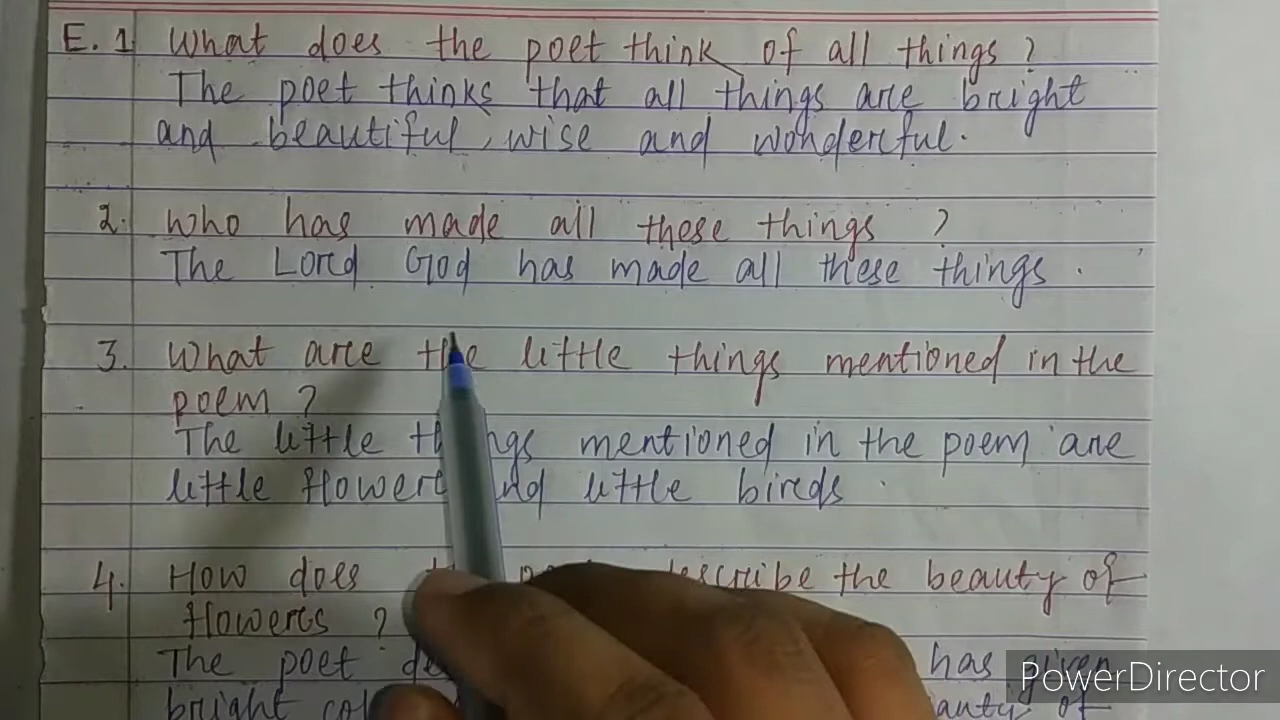 E. 1 What does the poet think of all things ?
The poet thinks that all things are bright
and beautiful, wise and wonderful.
2. Who has made all these things ?
The Lord God has made all these things .
3. What are the little things mentioned in the
poem ?
The little things mentioned in the poem are
little flowers and little birds .
4. How does describe the beauty of
flowers ?
The poet has given
bright of
PowerDirector